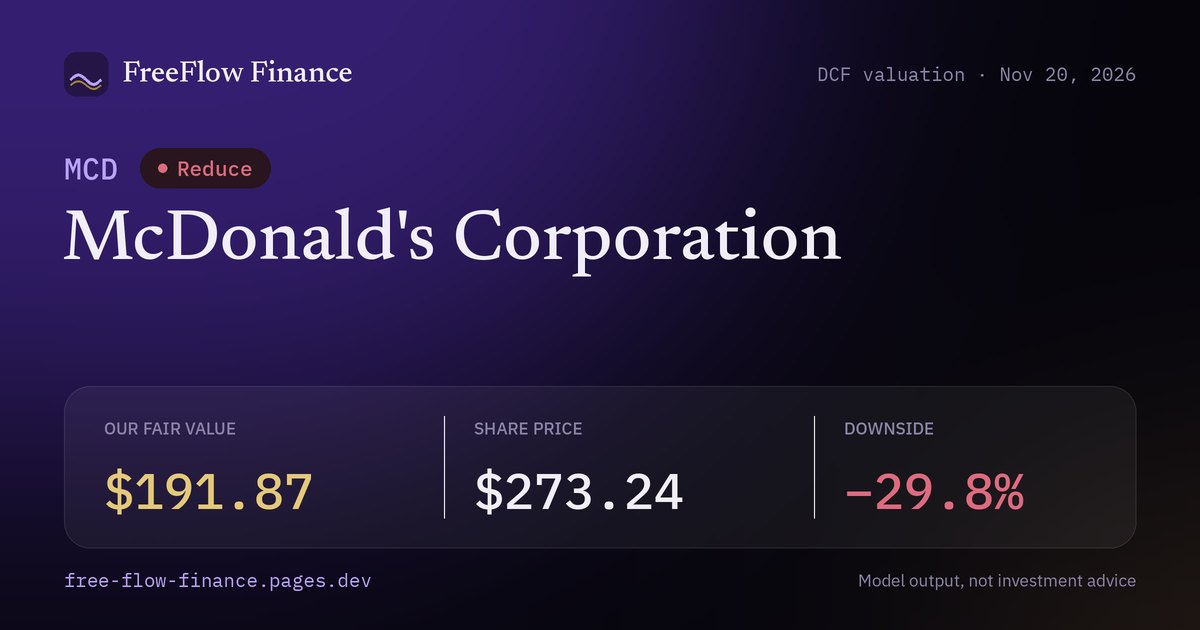 FreeFlow Finance
DCF valuation · Nov 20, 2026
MCD
Reduce
McDonald's Corporation
OUR FAIR VALUE
$191.87
SHARE PRICE
$273.24
DOWNSIDE
−29.8%
free-flow-finance.pages.dev
Model output, not investment advice